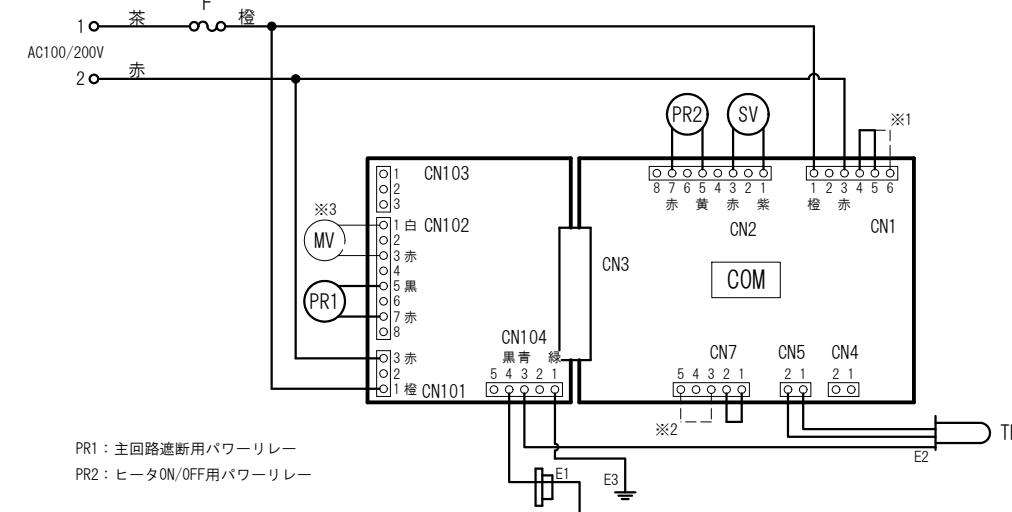 F
1 茶 橙
AC100/200V
2 赤
PR2 SV ※1
CN103
1
2
3
8 7 6 5 4 3 2 1
赤 黄 赤 紫
CN2
1 2 3 4 5 6
橙 赤
CN1
※3
MV
CN102
1 白
2
3 赤
4
5 黒
6
7 赤
8
PR1
CN3
COM
CN104
黒 青 緑
5 4 3 2 1
3 赤
2
1 橙
CN101
CN7
5 4 3 2 1
CN5
2 1
CN4
2 1
※2
E2
E1
E3
PR1：主回路遮断用パワーリレー
PR2：ヒータON/OFF用パワーリレー